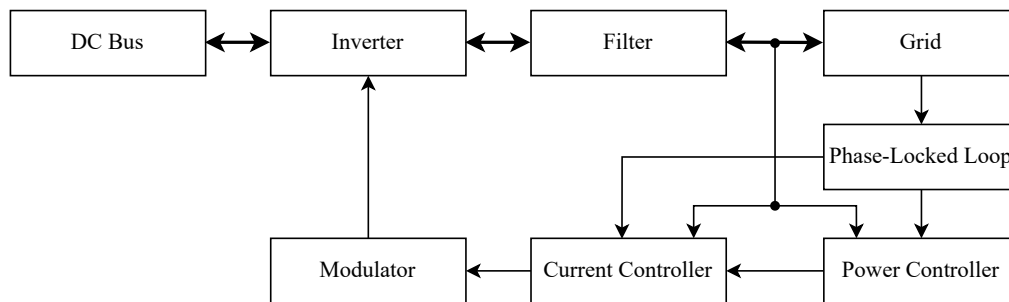 DC Bus
Inverter
Filter
Grid
Phase-Locked Loop
Modulator
Current Controller
Power Controller